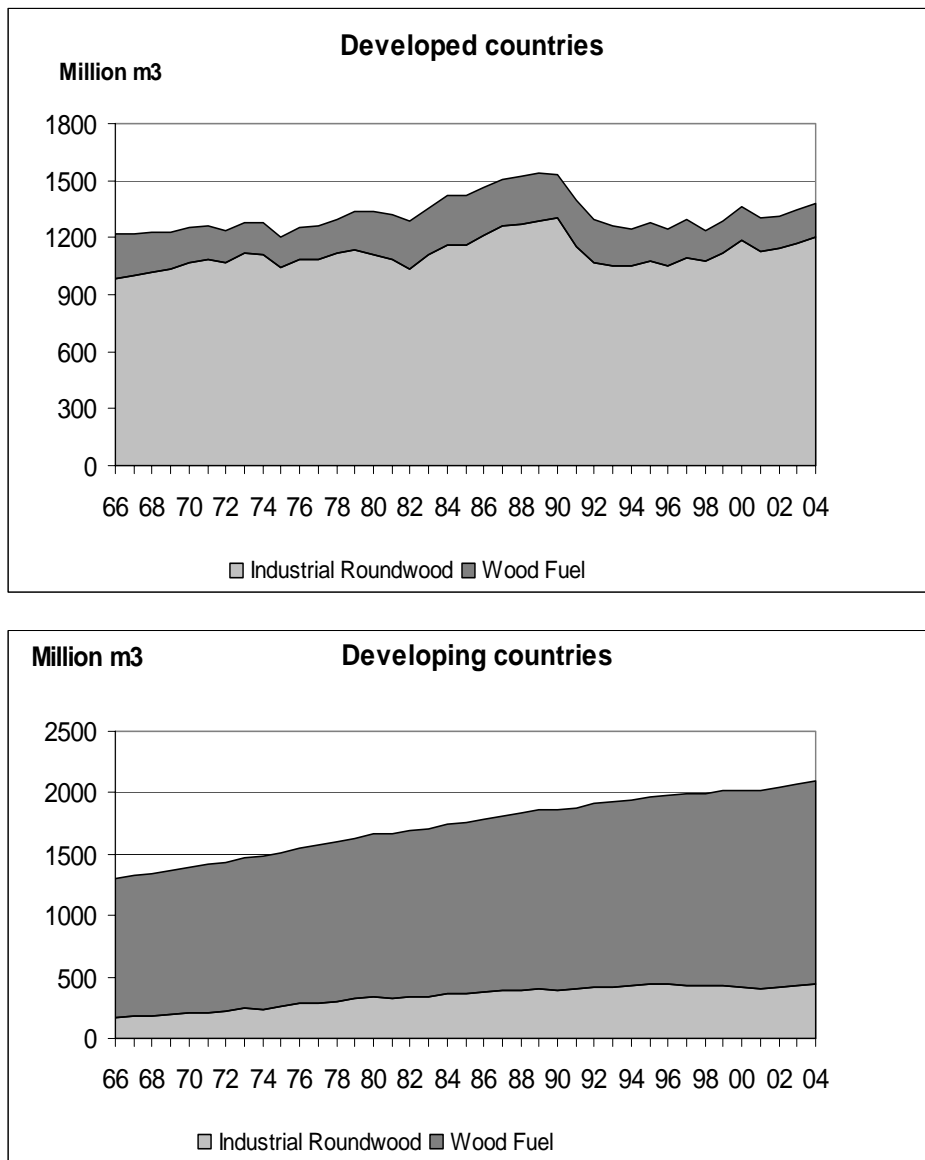 Developed countries
Million m3
1800
1500
1200
900
600
300
0
66 68 70 72 74 76 78 80 82 84 86 88 90 92 94 96 98 00 02 04
Industrial Roundwood Wood Fuel
Million m3 Developing countries
2500
2000
1500
1000
500
0
66 68 70 72 74 76 78 80 82 84 86 88 90 92 94 96 98 00 02 04
Industrial Roundwood Wood Fuel